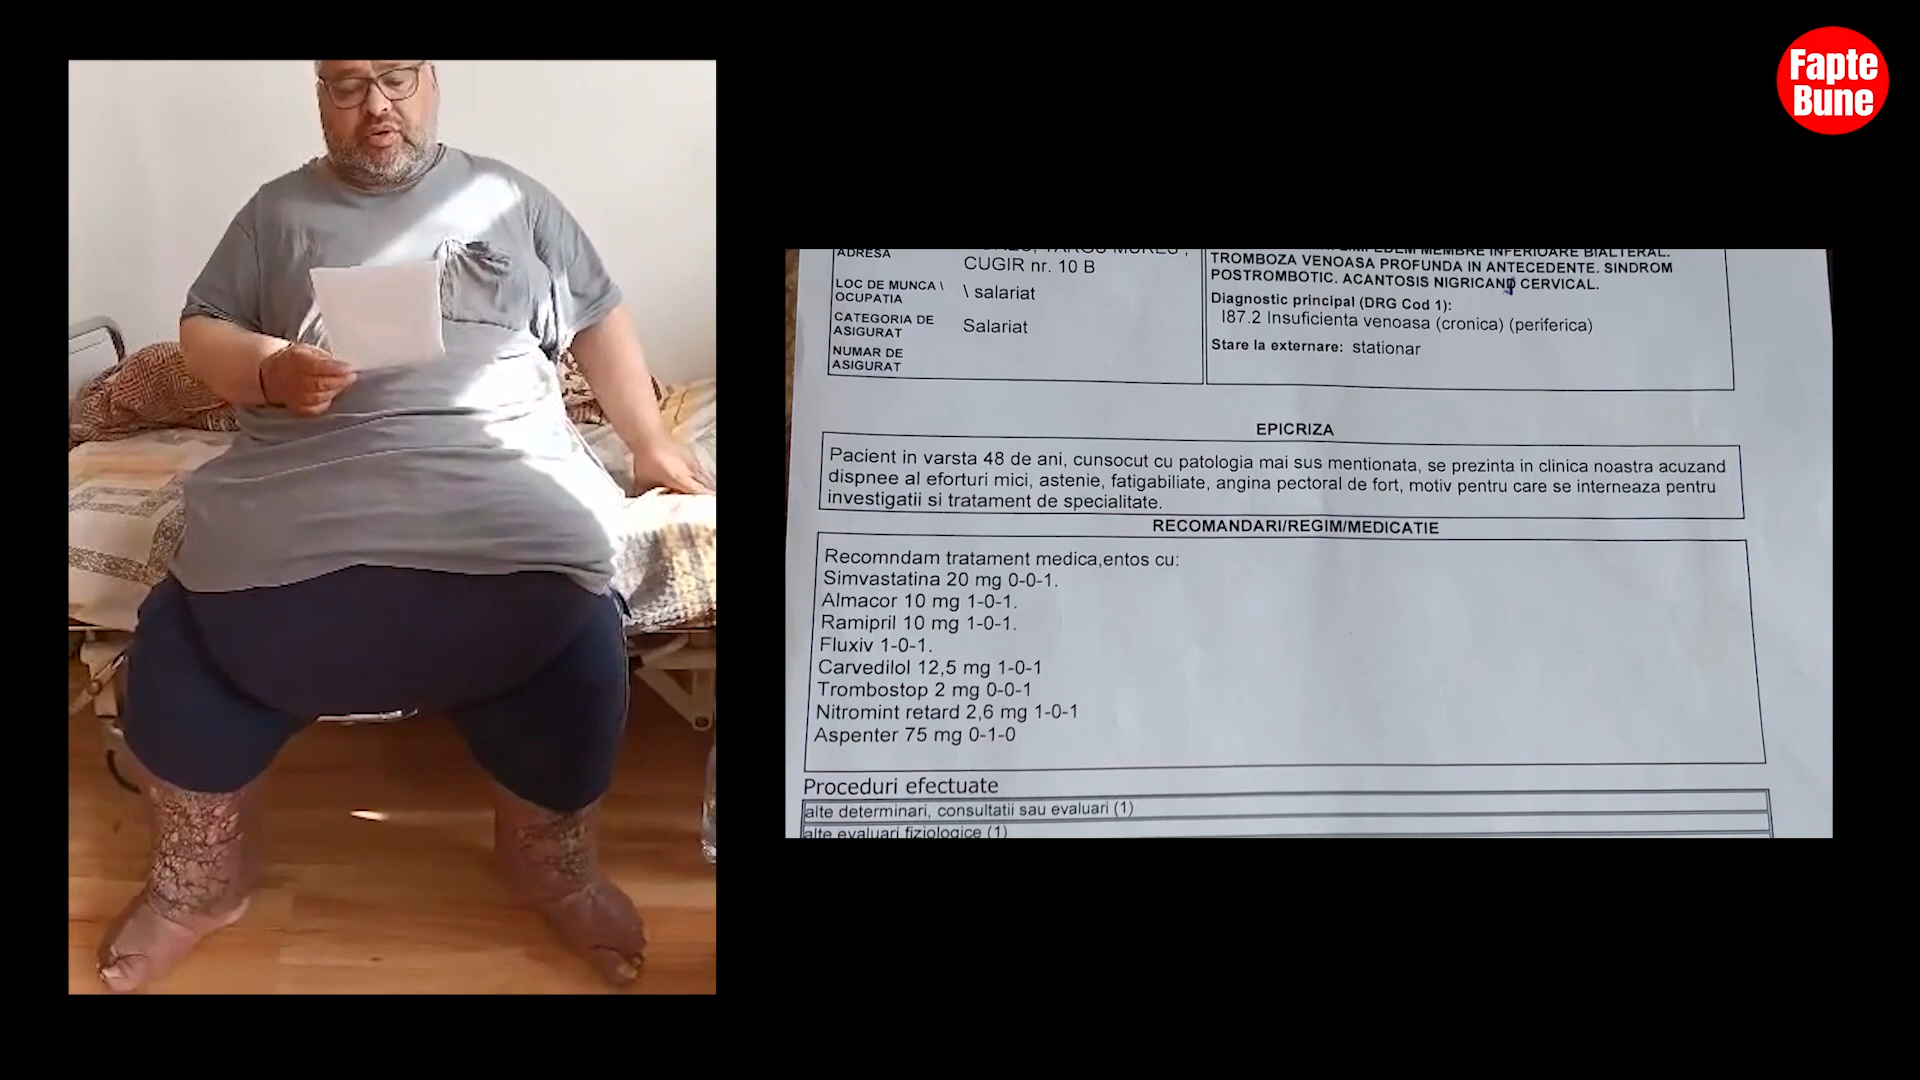 Fapte
Bune
ADRESA
CUGIR nr. 10 B
LOC DE MUNCA \
OCUPATIA
\ salariat
CATEGORIA DE
ASIGURAT
Salariat
NUMAR DE
ASIGURAT
MEMBRE INFERIOARE BIALTERAL.
TROMBOZA VENOASA PROFUNDA IN ANTECEDENTE. SINDROM
POSTROMBOTIC. ACANTOSIS NIGRICAND CERVICAL.
Diagnostic principal (DRG Cod 1):
I87.2 Insuficienta venoasa (cronica) (periferica)
Stare la externare: stationar
EPICRIZA
Pacient in varsta 48 de ani, cunsocut cu patologia mai sus mentionata, se prezinta in clinica noastra acuzand
dispnee al eforturi mici, astenie, fatigabiliate, angina pectoral de fort, motiv pentru care se interneaza pentru
investigatii si tratament de specialitate.
RECOMANDARI/REGIM/MEDICATIE
Recomndam tratament medica,entos cu:
Simvastatina 20 mg 0-0-1.
Almacor 10 mg 1-0-1.
Ramipril 10 mg 1-0-1.
Fluxiv 1-0-1.
Carvedilol 12,5 mg 1-0-1
Trombostop 2 mg 0-0-1
Nitromint retard 2,6 mg 1-0-1
Aspenter 75 mg 0-1-0
Proceduri efectuate
alte determinari, consultatii sau evaluari (1)
alte evaluari fiziologice (1)